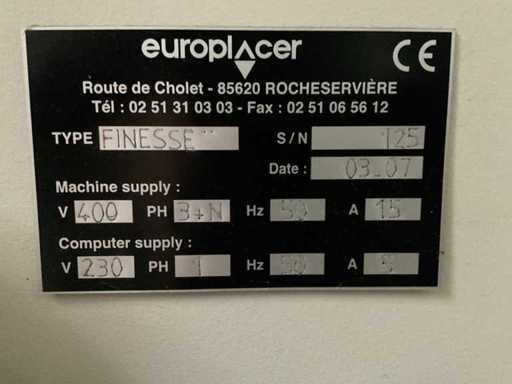 europlacer CE
Route de Cholet - 85620 ROCHESERVIÈRE
Tél : 02 51 31 03 03 - Fax : 02 51 06 56 12
TYPE FINESSE S / N 125
Date : 03-07
Machine supply :
V 400 PH 3+N Hz 50 A 15
Computer supply :
V 230 PH 1 Hz 50 A